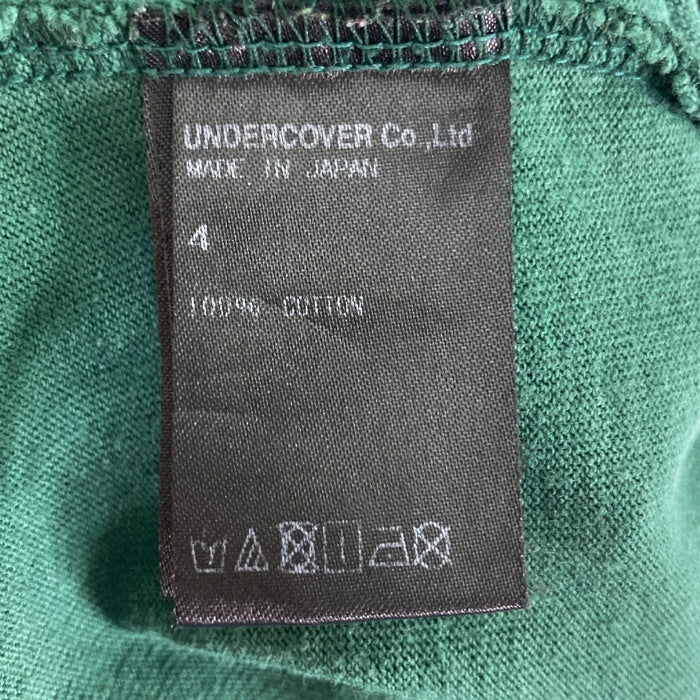 UNDERCOVER Co.,Ltd
MADE IN JAPAN
4
100% COTTON